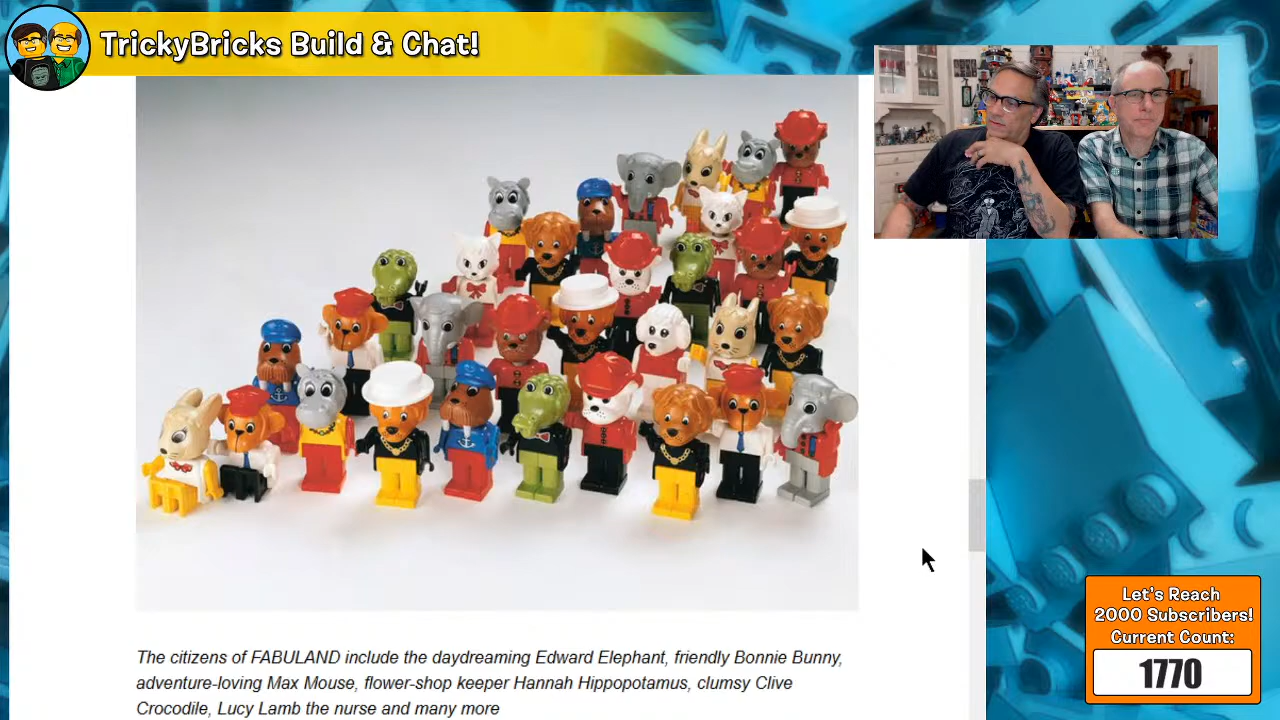 TrickyBricks Build & Chat!
The citizens of FABULAND include the daydreaming Edward Elephant, friendly Bonnie Bunny,
adventure-loving Max Mouse, flower-shop keeper Hannah Hippopotamus, clumsy Clive
Crocodile, Lucy Lamb the nurse and many more
Let's Reach
2000 Subscribers!
Current Count:
1770